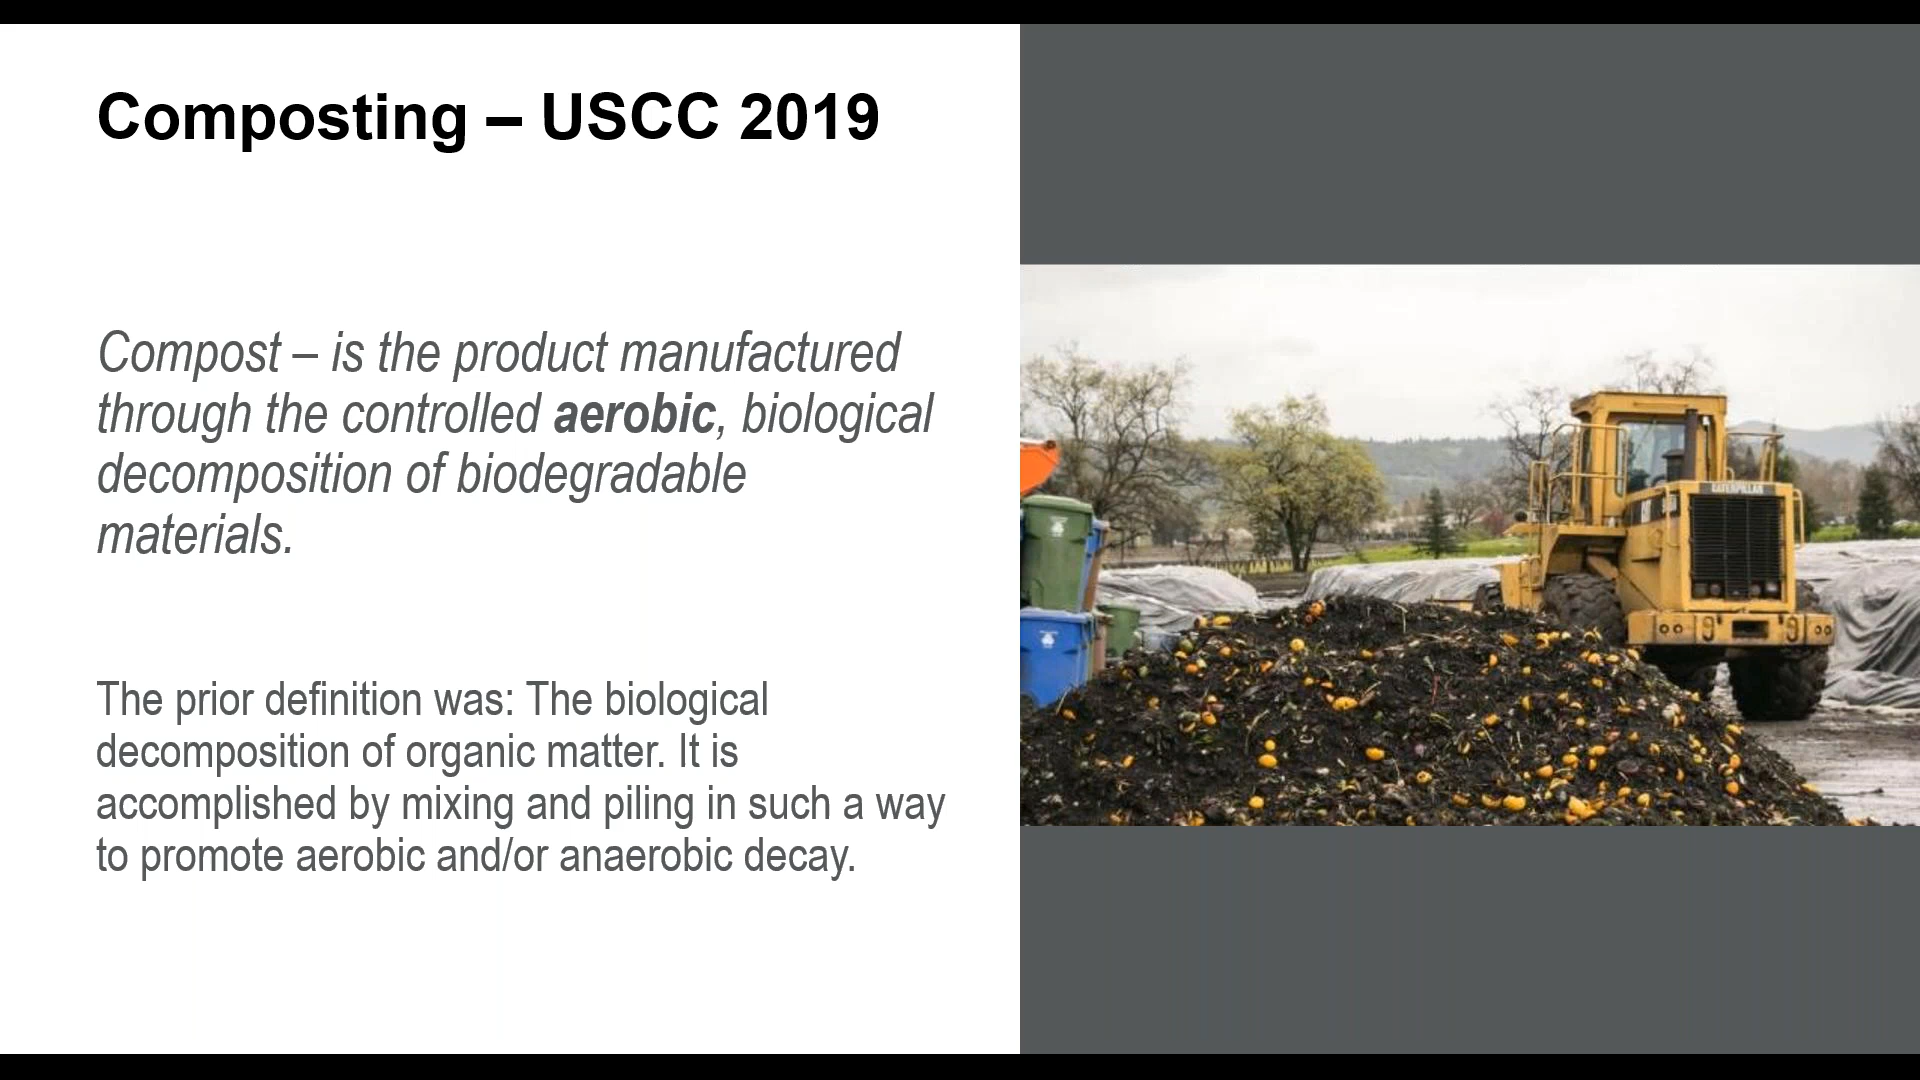 Composting – USCC 2019
Compost – is the product manufactured
through the controlled aerobic, biological
decomposition of biodegradable
materials.
The prior definition was: The biological
decomposition of organic matter. It is
accomplished by mixing and piling in such a way
to promote aerobic and/or anaerobic decay.
CATERPILLAR
CAT